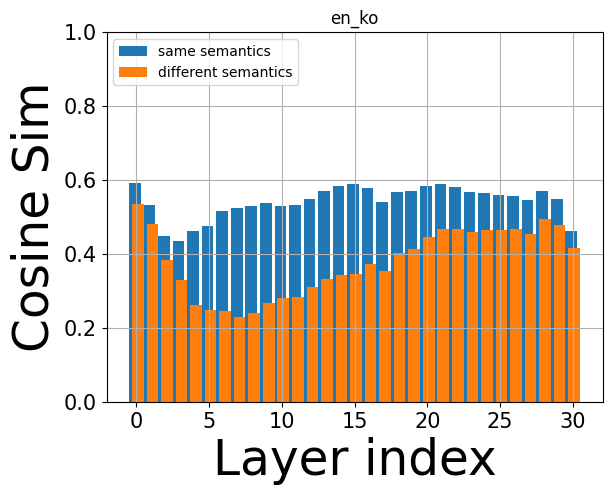 en_ko
same semantics
different semantics
Cosine Sim
1.0
0.8
0.6
0.4
0.2
0.0
0 5 10 15 20 25 30
Layer index